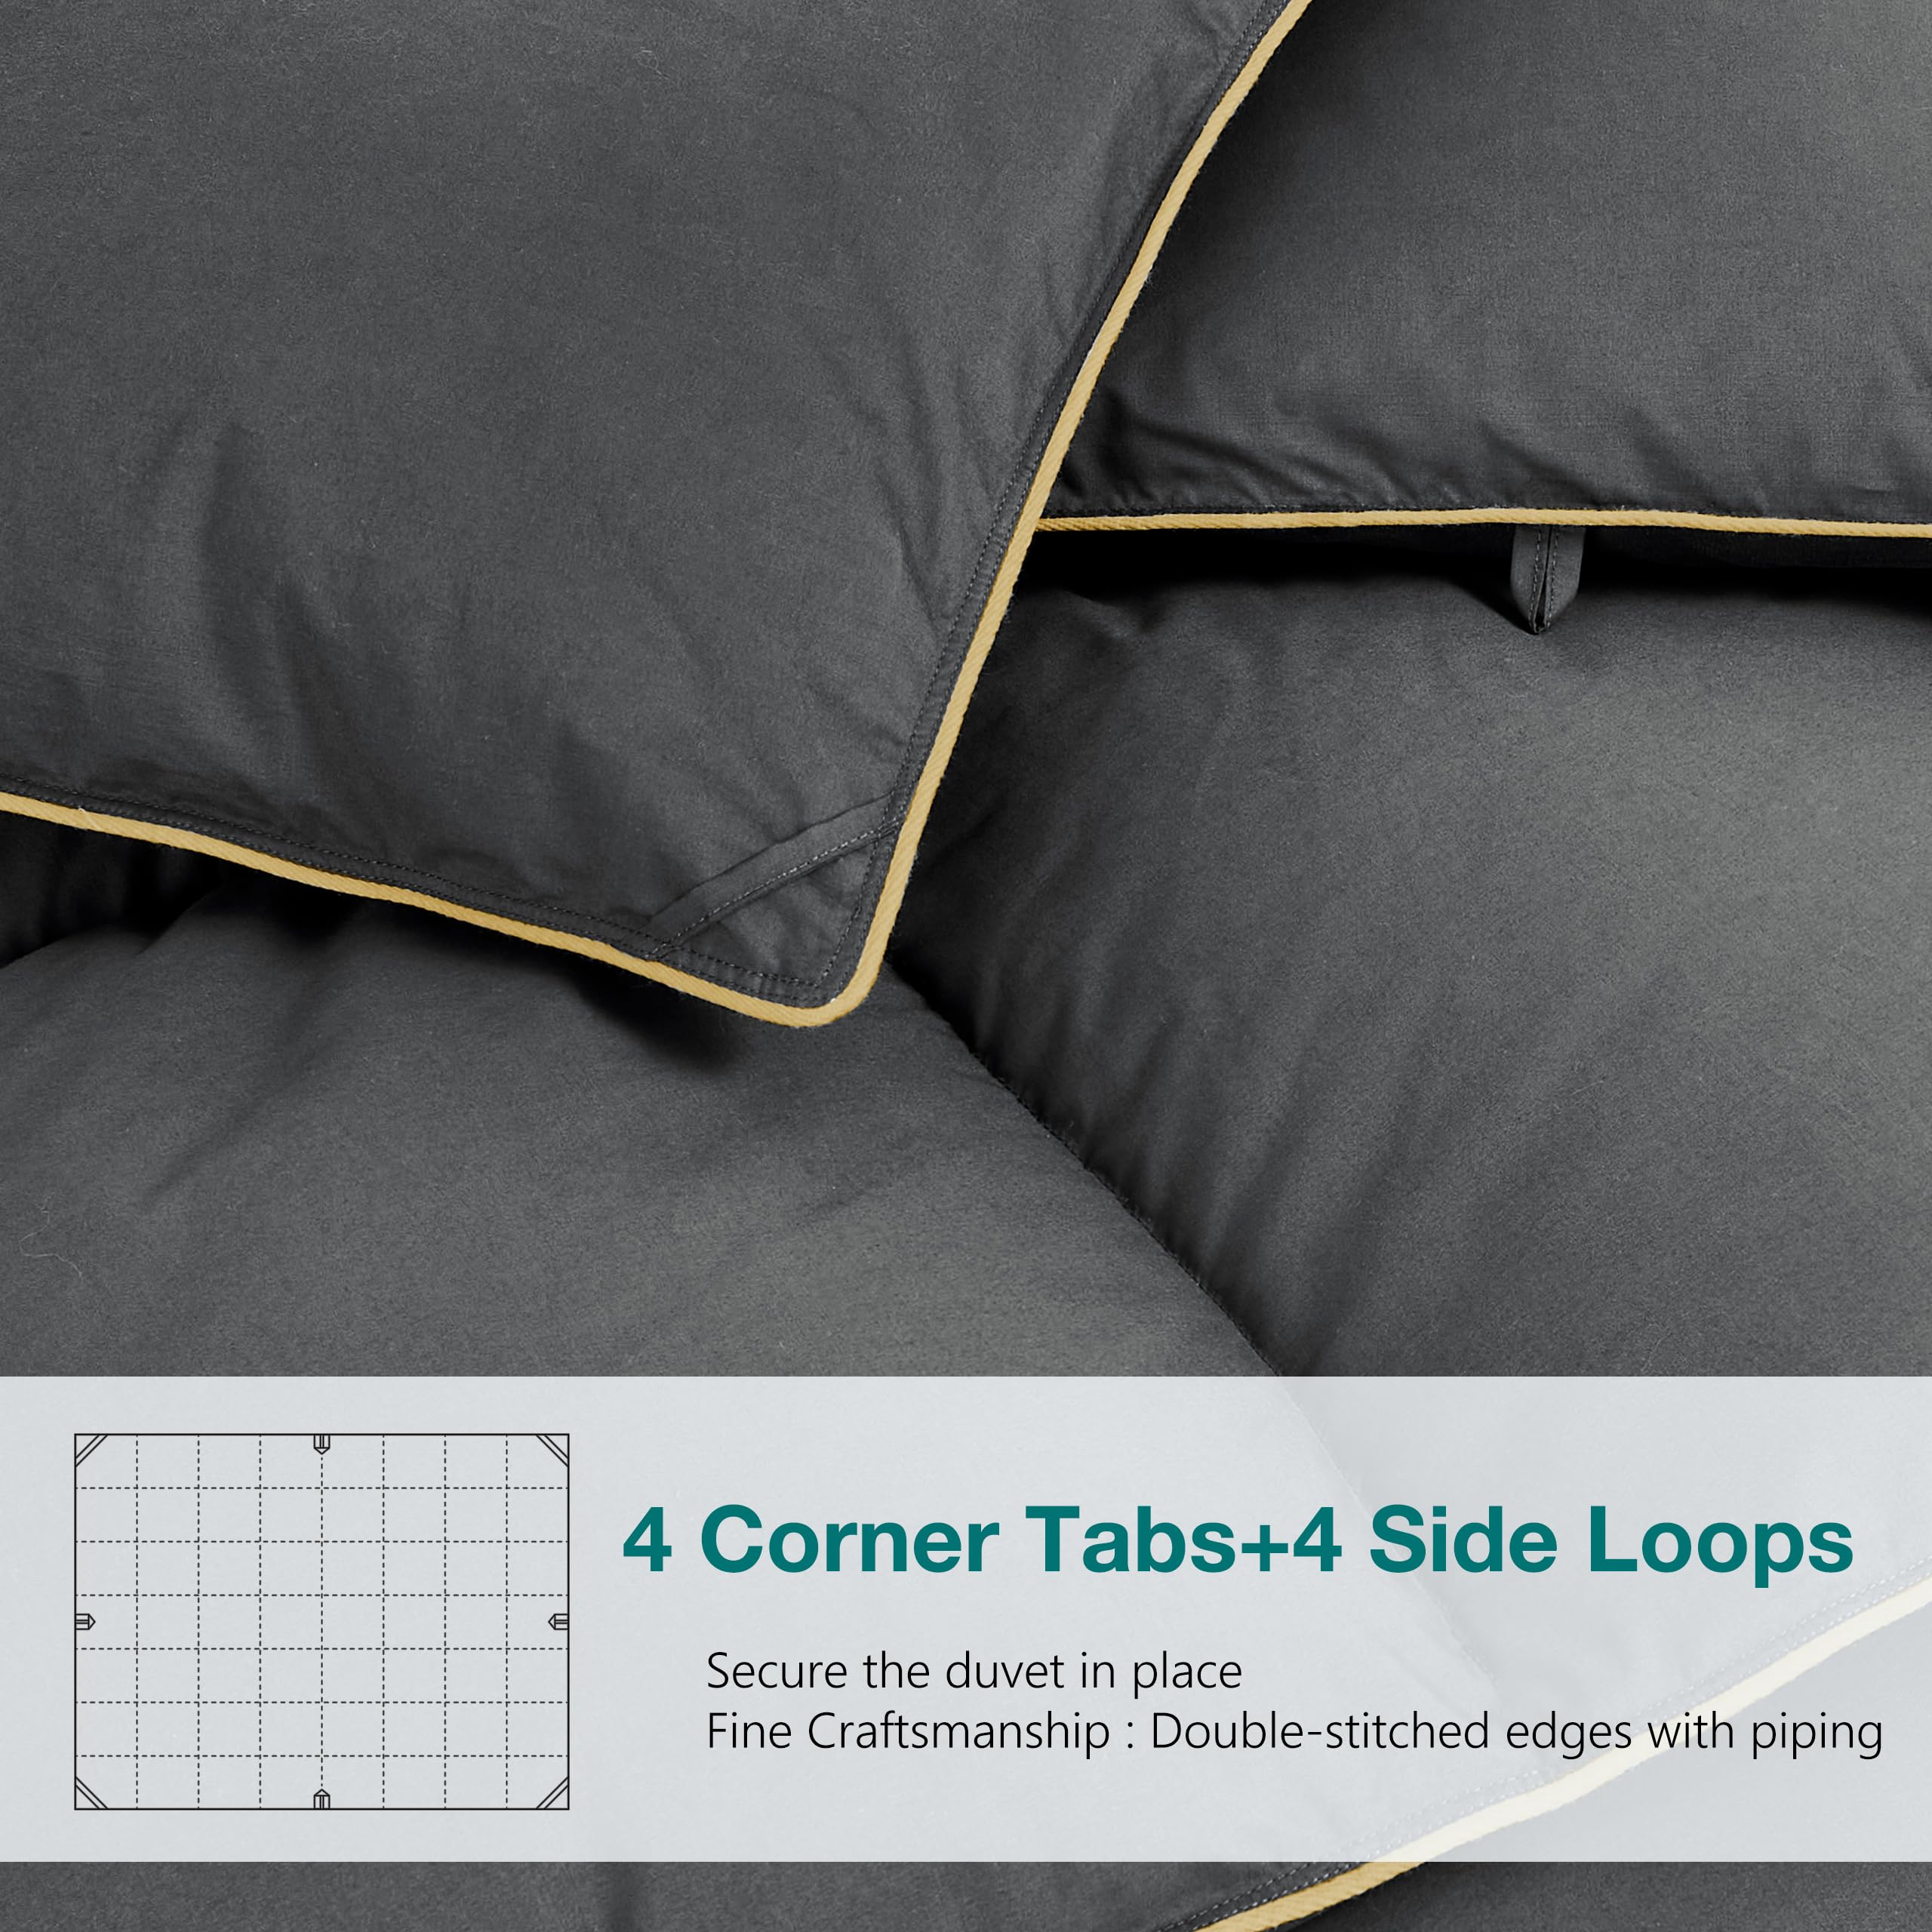 4 Corner Tabs+4 Side Loops
Secure the duvet in place
Fine Craftsmanship : Double-stitched edges with piping